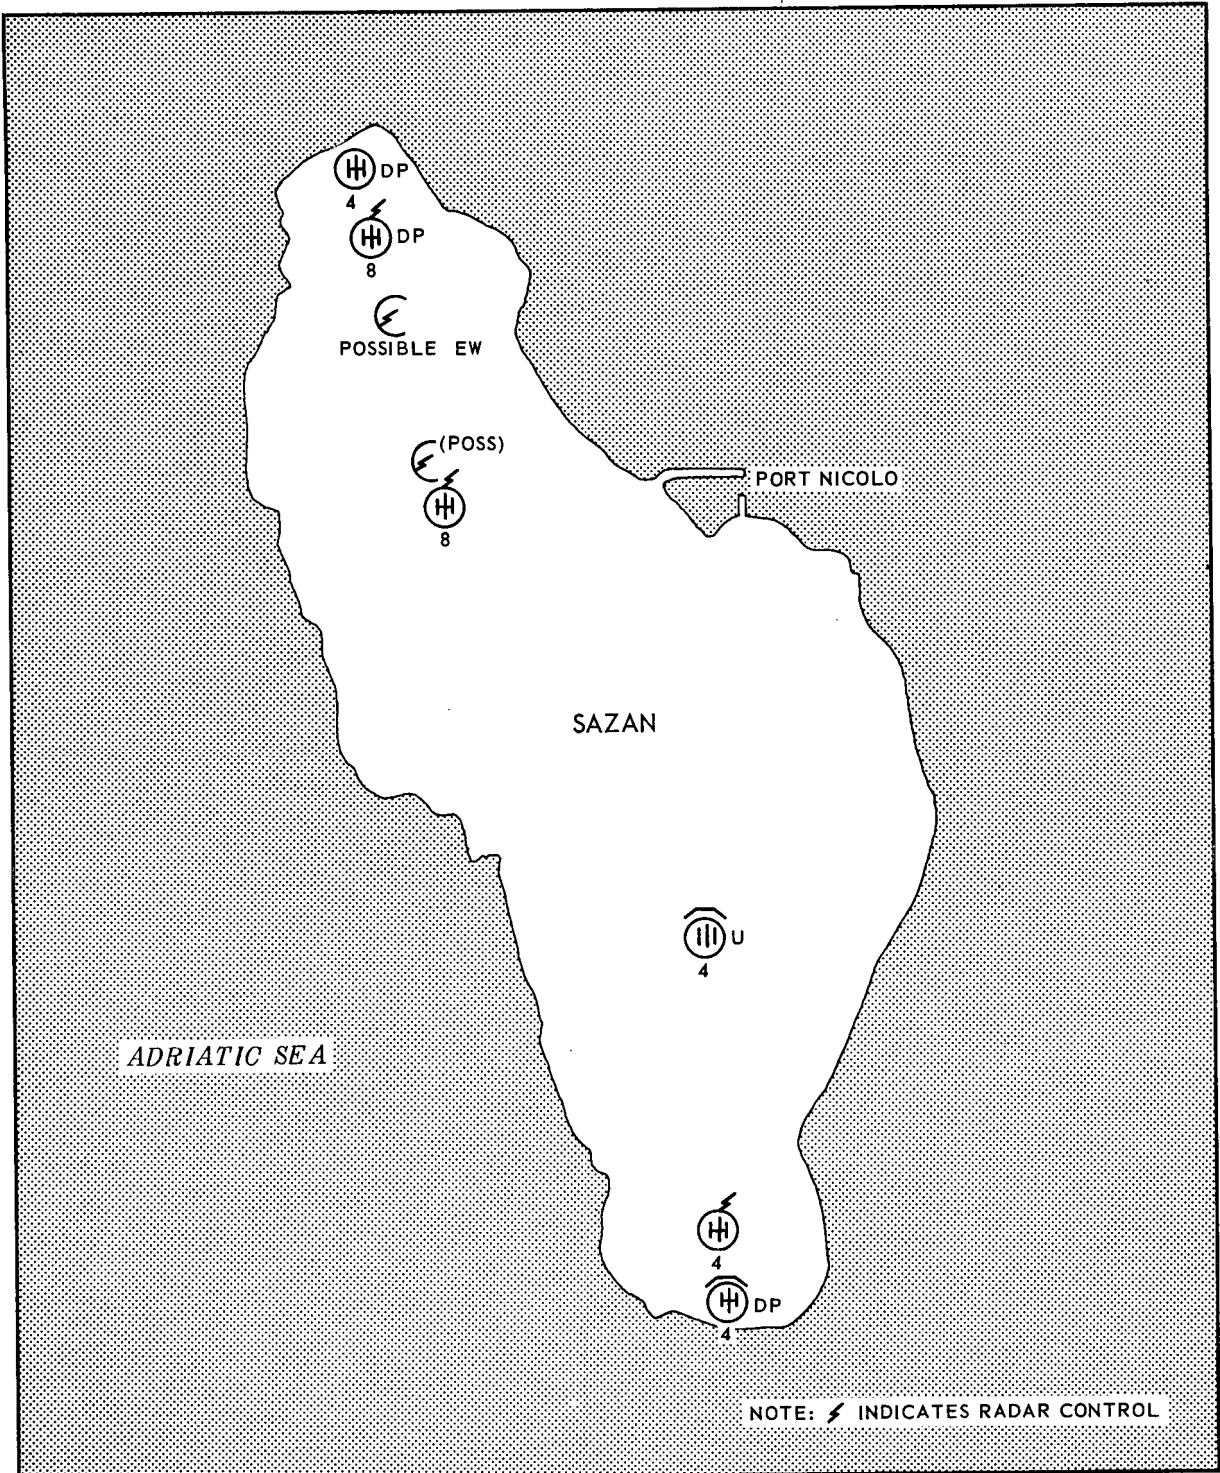 DP
4
DP
8
POSSIBLE EW
(POSS)
8
PORT NICOLO
SAZAN
U
4
ADRIATIC SEA
4
DP
4
NOTE: INDICATES RADAR CONTROL